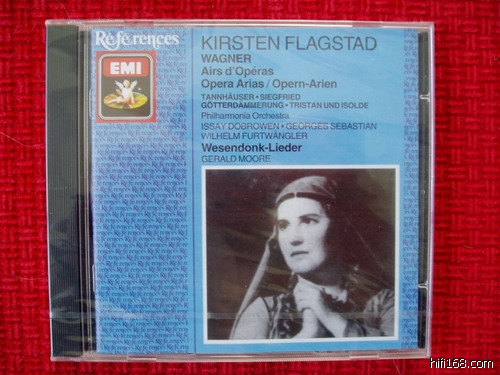 Références
EMI
KIRSTEN FLAGSTAD
WAGNER
Airs d'Opéras
Opera Arias / Opern-Arien
TANNHÄUSER • SIEGFRIED
GÖTTERDÄMMERUNG • TRISTAN UND ISOLDE
Philharmonia Orchestra
ISSAY DOBROWEN • GEORGES SEBASTIAN
WILHELM FURTWÄNGLER
Wesendonk-Lieder
GERALD MOORE
hifi168.com